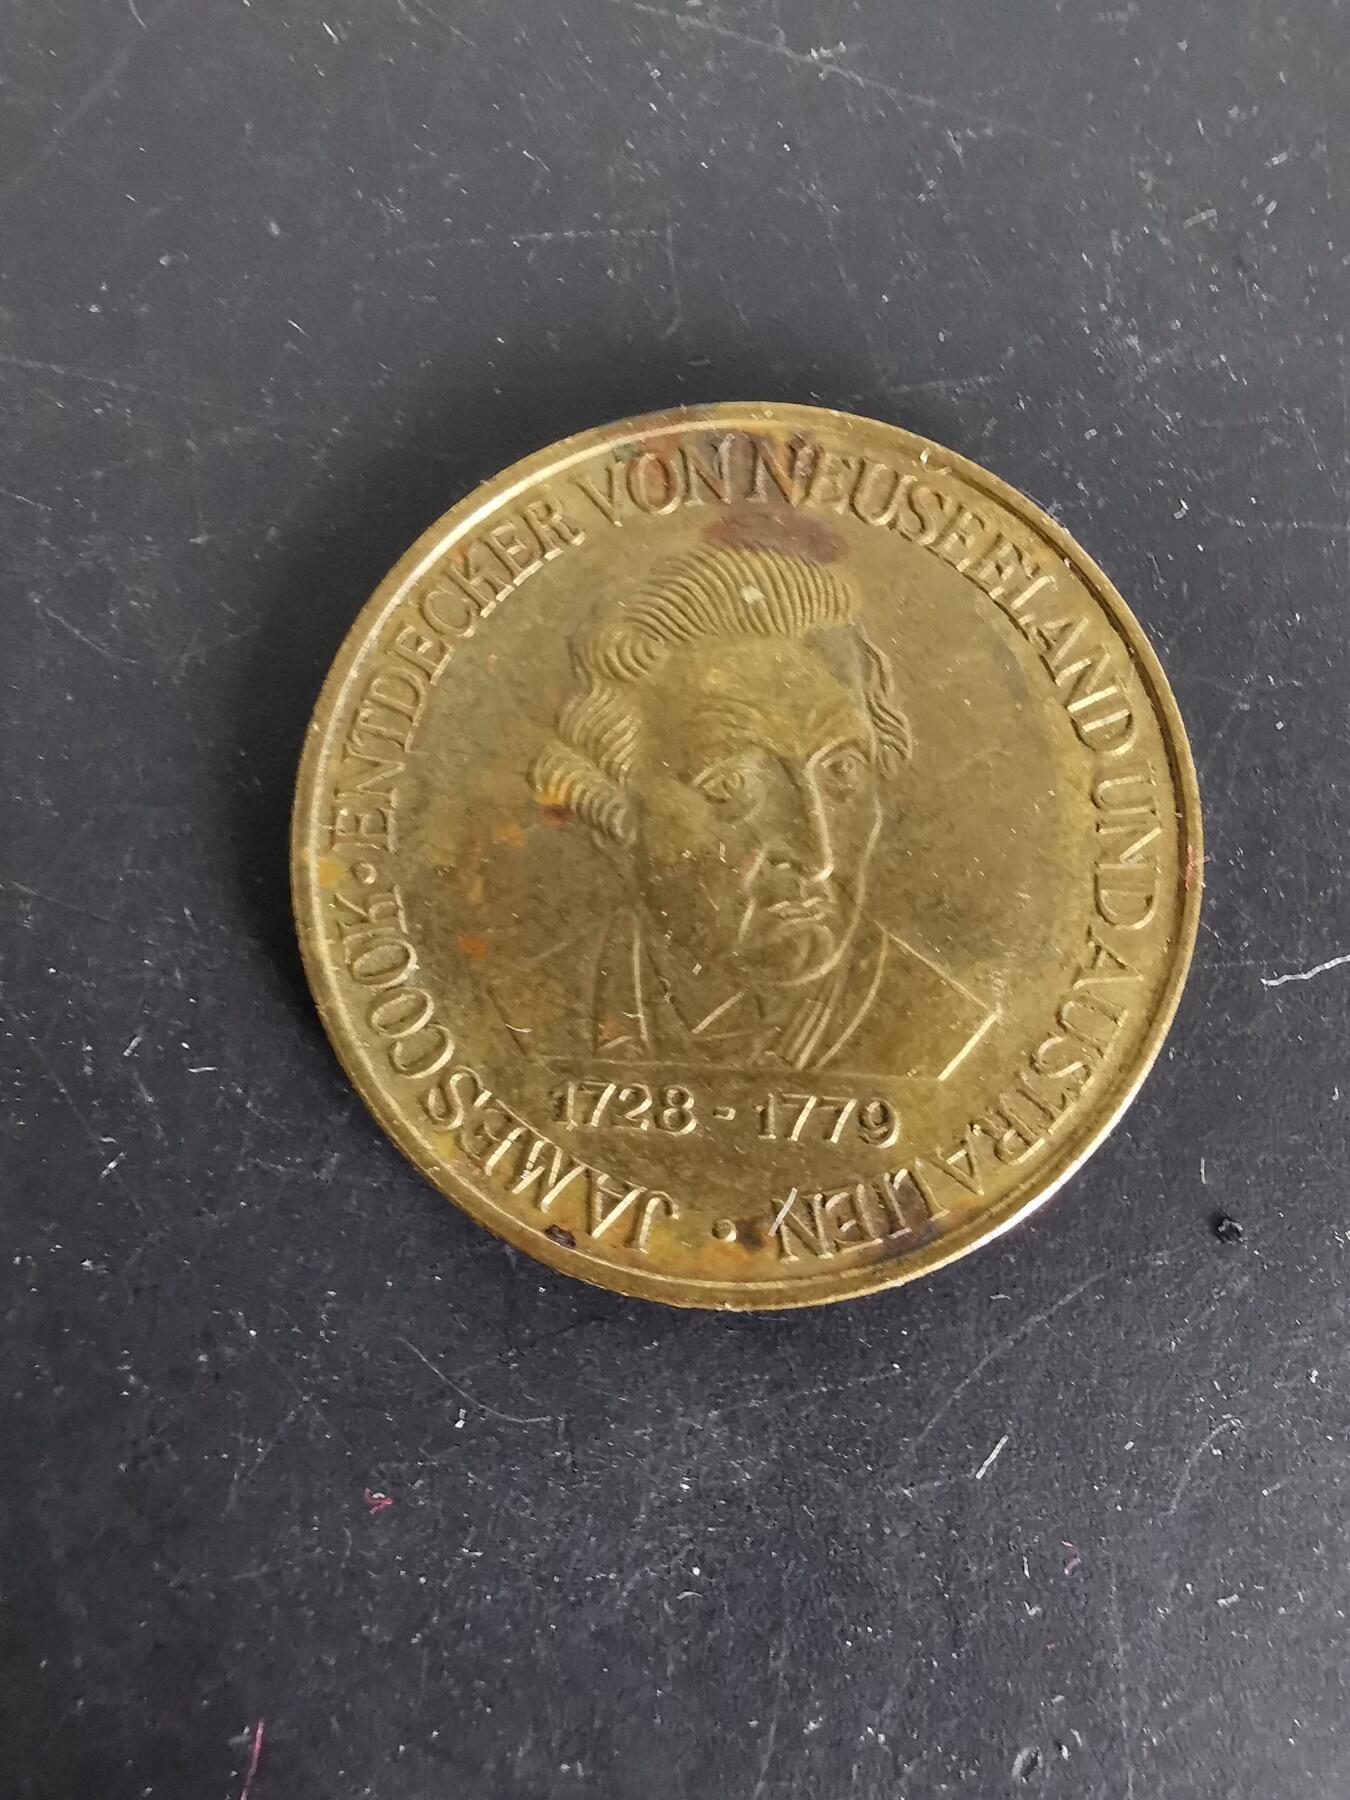 JAMES COOK · ENTDECKER VON NEUSEELAND UND AUSTRALIEN ·
1728 - 1779